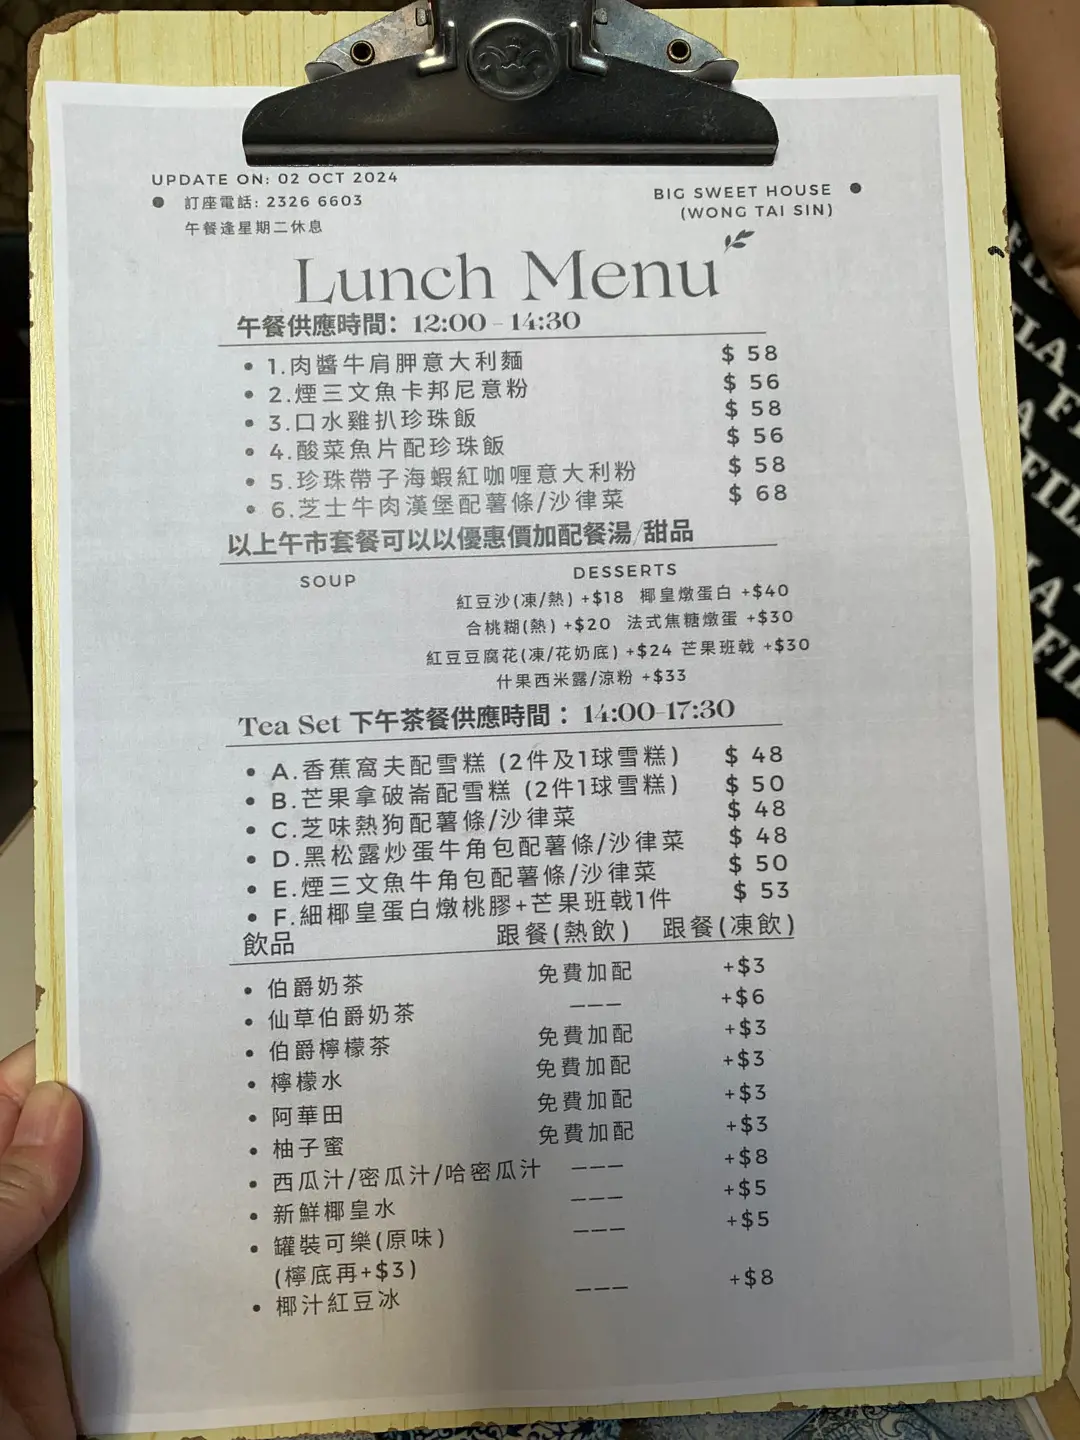 UPDATE ON: 02 OCT 2024
訂座電話: 2326 6603
午餐逢星期二休息
BIG SWEET HOUSE
(WONG TAI SIN)
Lunch Menu
午餐供應時間: 12:00 - 14:30
1.肉醬牛肩胛意大利麵 $ 58
2.煙三文魚卡邦尼意粉 $ 56
3.口水雞扒珍珠飯 $ 58
4.酸菜魚片配珍珠飯 $ 56
5.珍珠帶子海蝦紅咖喱意大利粉 $ 58
6.芝士牛肉漢堡配薯條/沙律菜 $ 68
以上午市套餐可以以優惠價加配餐湯/甜品
SOUP
DESSERTS
紅豆沙(凍/熱) +$18 椰皇燉蛋白 +$40
合桃糊(熱) +$20 法式焦糖燉蛋 +$30
紅豆豆腐花(凍/花奶底) +$24 芒果班戟 +$30
什果西米露/涼粉 +$33
Tea Set 下午茶餐供應時間： 14:00-17:30
A.香蕉窩夫配雪糕 (2件及1球雪糕) $ 48
B.芒果拿破崙配雪糕 (2件1球雪糕) $ 50
C.芝味熱狗配薯條/沙律菜 $ 48
D.黑松露炒蛋牛角包配薯條/沙律菜 $ 48
E.煙三文魚牛角包配薯條/沙律菜 $ 50
F.細椰皇蛋白燉桃膠+芒果班戟1件 $ 53
飲品 跟餐(熱飲) 跟餐(凍飲)
伯爵奶茶 免費加配 +$3
仙草伯爵奶茶 ––– +$6
伯爵檸檬茶 免費加配 +$3
檸檬水 免費加配 +$3
阿華田 免費加配 +$3
柚子蜜 免費加配 +$3
西瓜汁/密瓜汁/哈密瓜汁 ––– +$8
新鮮椰皇水 ––– +$5
罐裝可樂(原味) ––– +$5
(檸底再+$3)
椰汁紅豆冰 ––– +$8
FILA
FILA
FILA
FILA